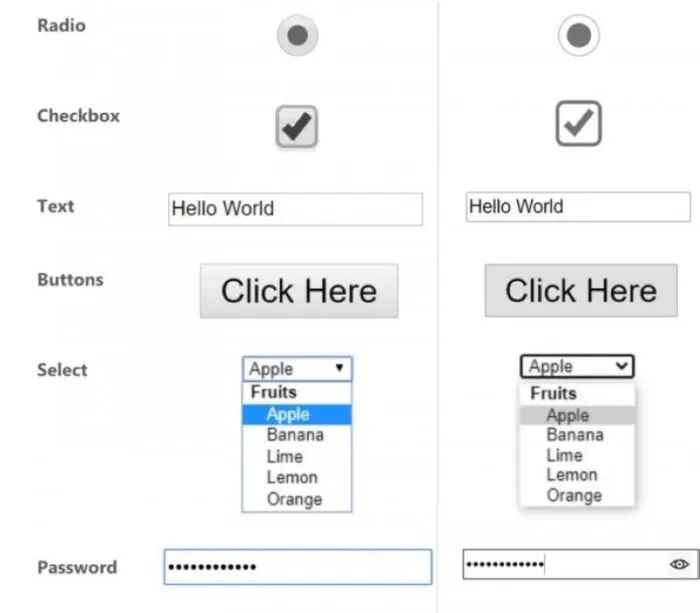 Radio
Checkbox
Text
Hello World
Hello World
Buttons
Click Here
Click Here
Select
Apple
Fruits
Apple
Banana
Lime
Lemon
Orange
Apple
Fruits
Apple
Banana
Lime
Lemon
Orange
Password